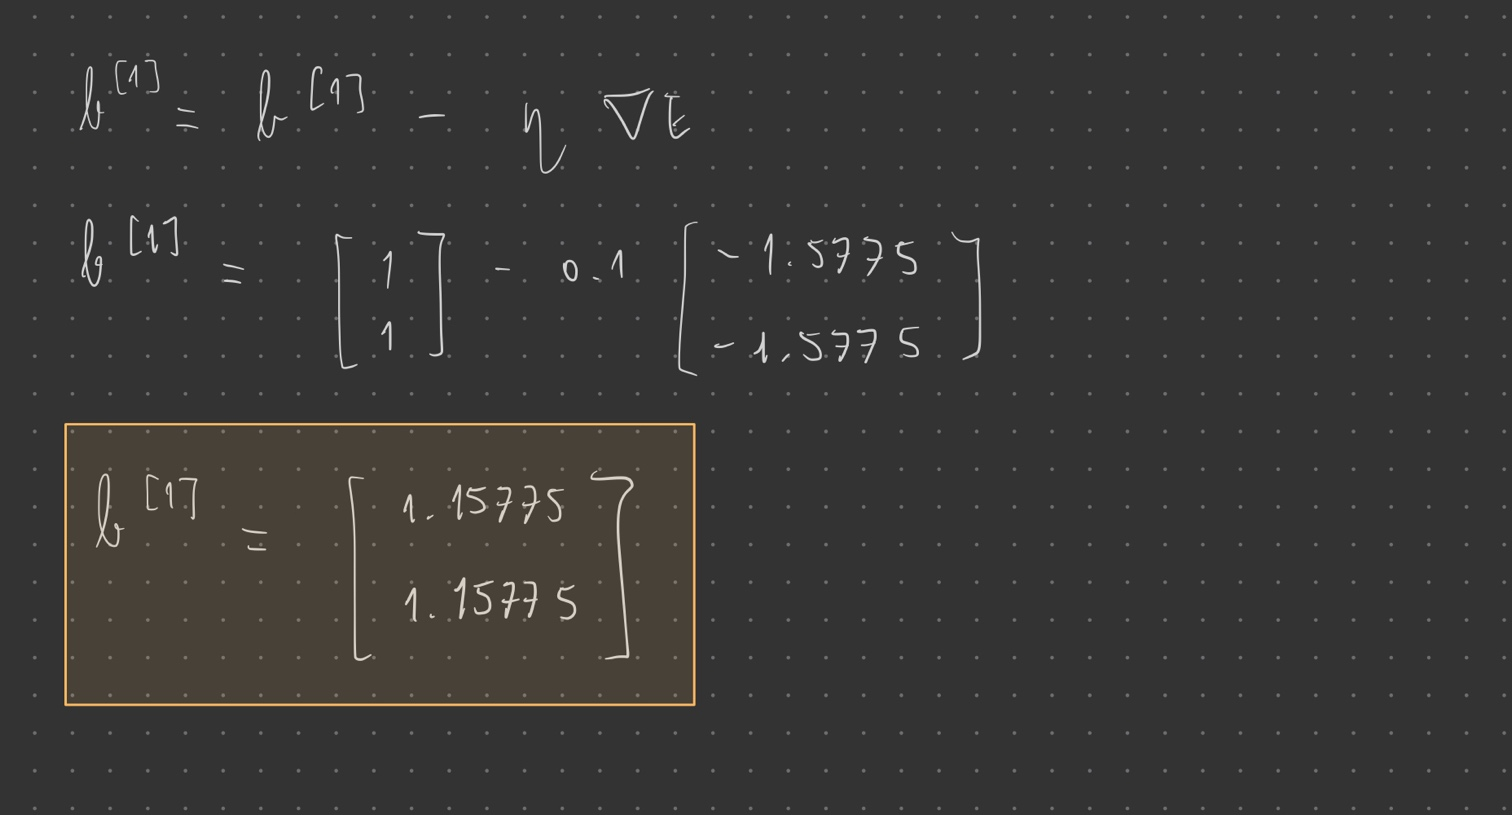 b^[1] = b^[1] - η ∇E
b^[1] = [1 1] - 0.1 [-1.5775 -1.5775]
b^[1] = [1.15775 1.15775]